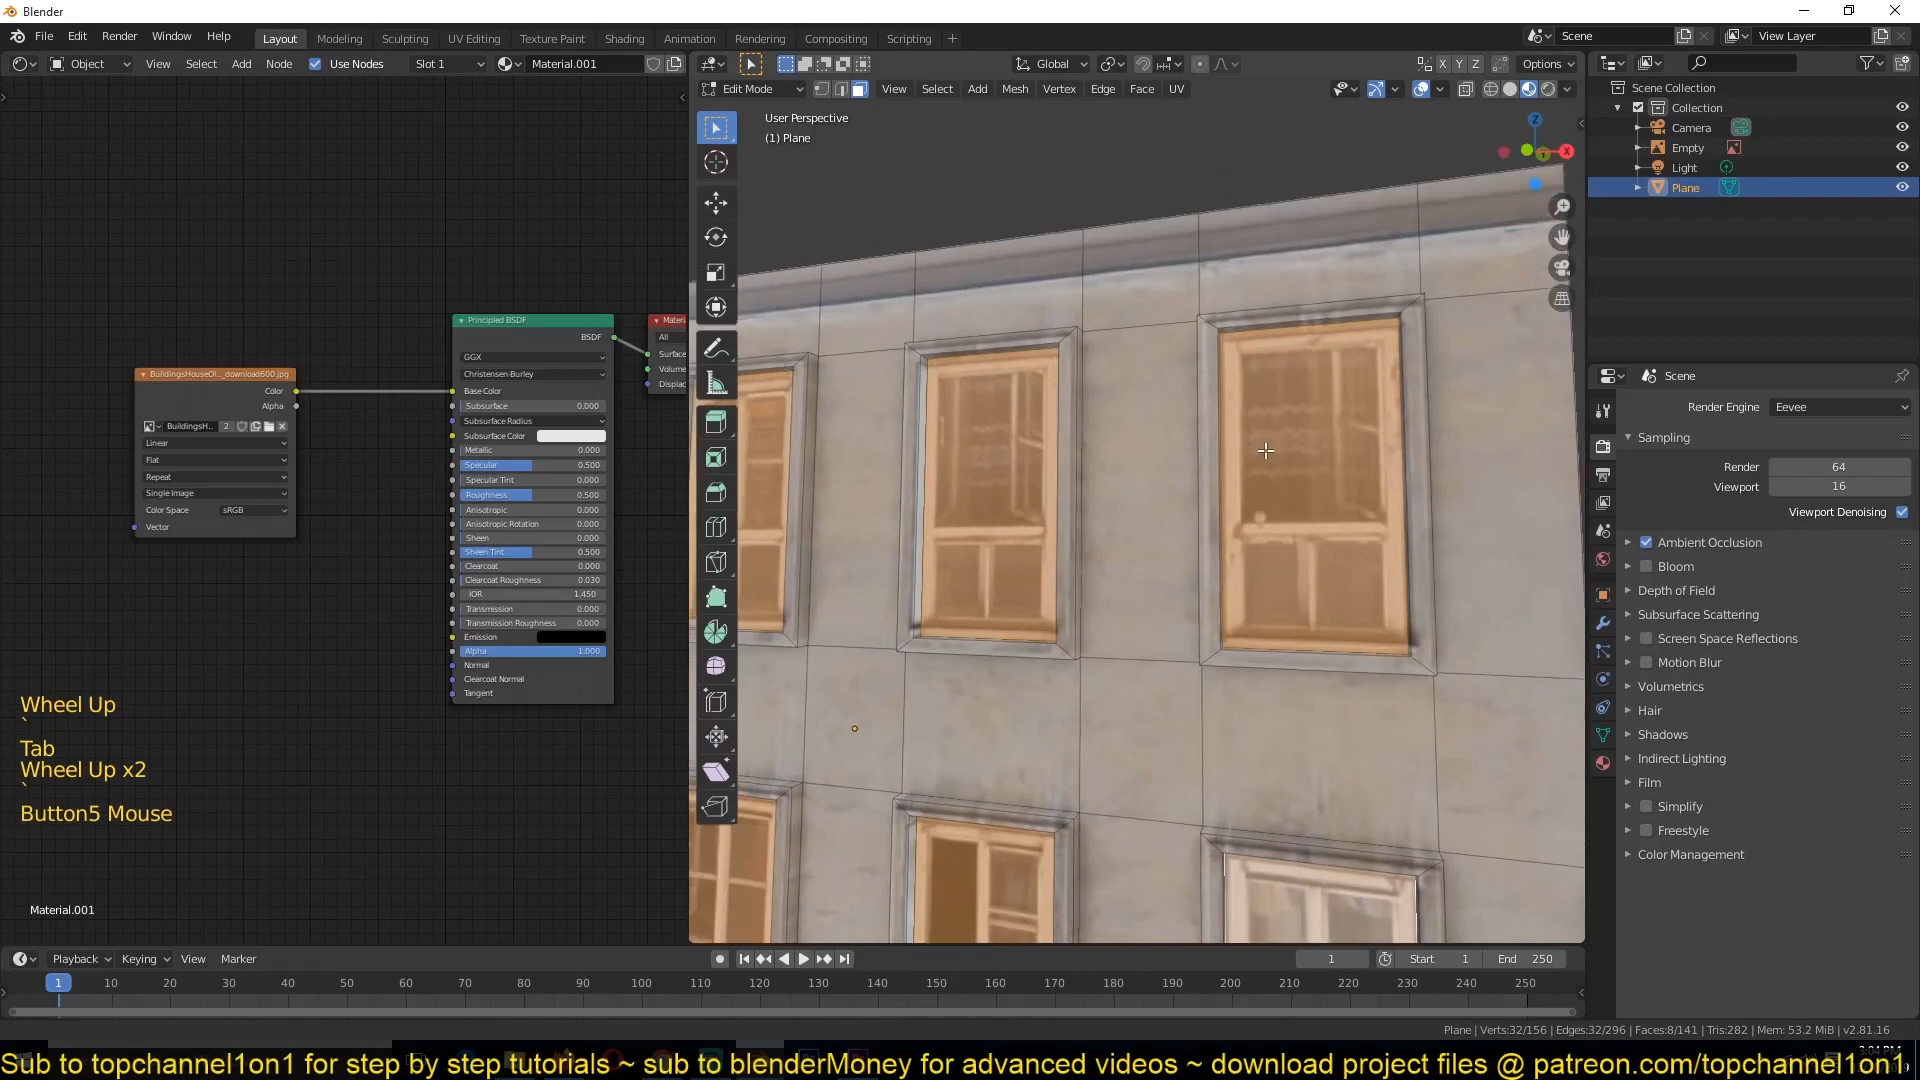 Blender
File Edit Render Window Help
Layout Modeling Sculpting UV Editing Texture Paint Shading Animation Rendering Compositing Scripting +
Scene
View Layer
Object View Select Add Node Use Nodes Slot 1 Material.001
Global
X Y Z
Options
Edit Mode View Select Add Mesh Vertex Edge Face UV
User Perspective
(1) Plane
Z
X
Scene Collection
Collection
Camera
Empty
Light
Plane
Principled BSDF
BSDF
GGX
Christensen-Burley
Base Color
Subsurface 0.000
Subsurface Radius
Subsurface Color
Metallic 0.000
Specular 0.500
Specular Tint 0.000
Roughness 0.500
Anisotropic 0.000
Anisotropic Rotation 0.000
Sheen 0.000
Sheen Tint 0.500
Clearcoat 0.000
Clearcoat Roughness 0.030
IOR 1.450
Transmission 0.000
Transmission Roughness 0.000
Emission
Alpha 1.000
Normal
Clearcoat Normal
Tangent
Materi
All
Surface
Volume
Displac
BuildingsHouseOl..._download600.jpg
Color
Alpha
BuildingsH.. 2
Linear
Flat
Repeat
Single Image
Color Space sRGB
Vector
Scene
Render Engine Eevee
Sampling
Render 64
Viewport 16
Viewport Denoising
Ambient Occlusion
Bloom
Depth of Field
Subsurface Scattering
Screen Space Reflections
Motion Blur
Volumetrics
Hair
Shadows
Indirect Lighting
Film
Simplify
Freestyle
Color Management
Wheel Up
`
Tab
Wheel Up x2
`
Button5 Mouse
Material.001
Playback Keying View Marker
1 Start 1 End 250
1 10 20 30 40 50 60 70 80 90 100 110 120 130 140 150 160 170 180 190 200 210 220 230 240 250
Plane | Verts:32/156 | Edges:32/296 | Faces:8/141 | Tris:282 | Mem: 53.2 MiB | v2.81.16
3:04 PM
Sub to topchannel1on1 for step by step tutorials ~ sub to blenderMoney for advanced videos ~ download project files @ patreon.com/topchannel1on1